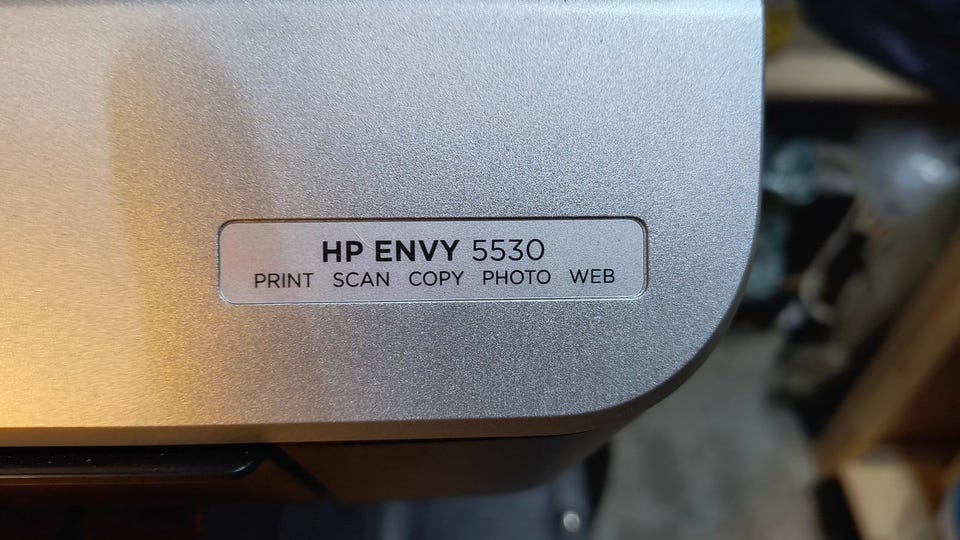 HP ENVY 5530
PRINT SCAN COPY PHOTO WEB